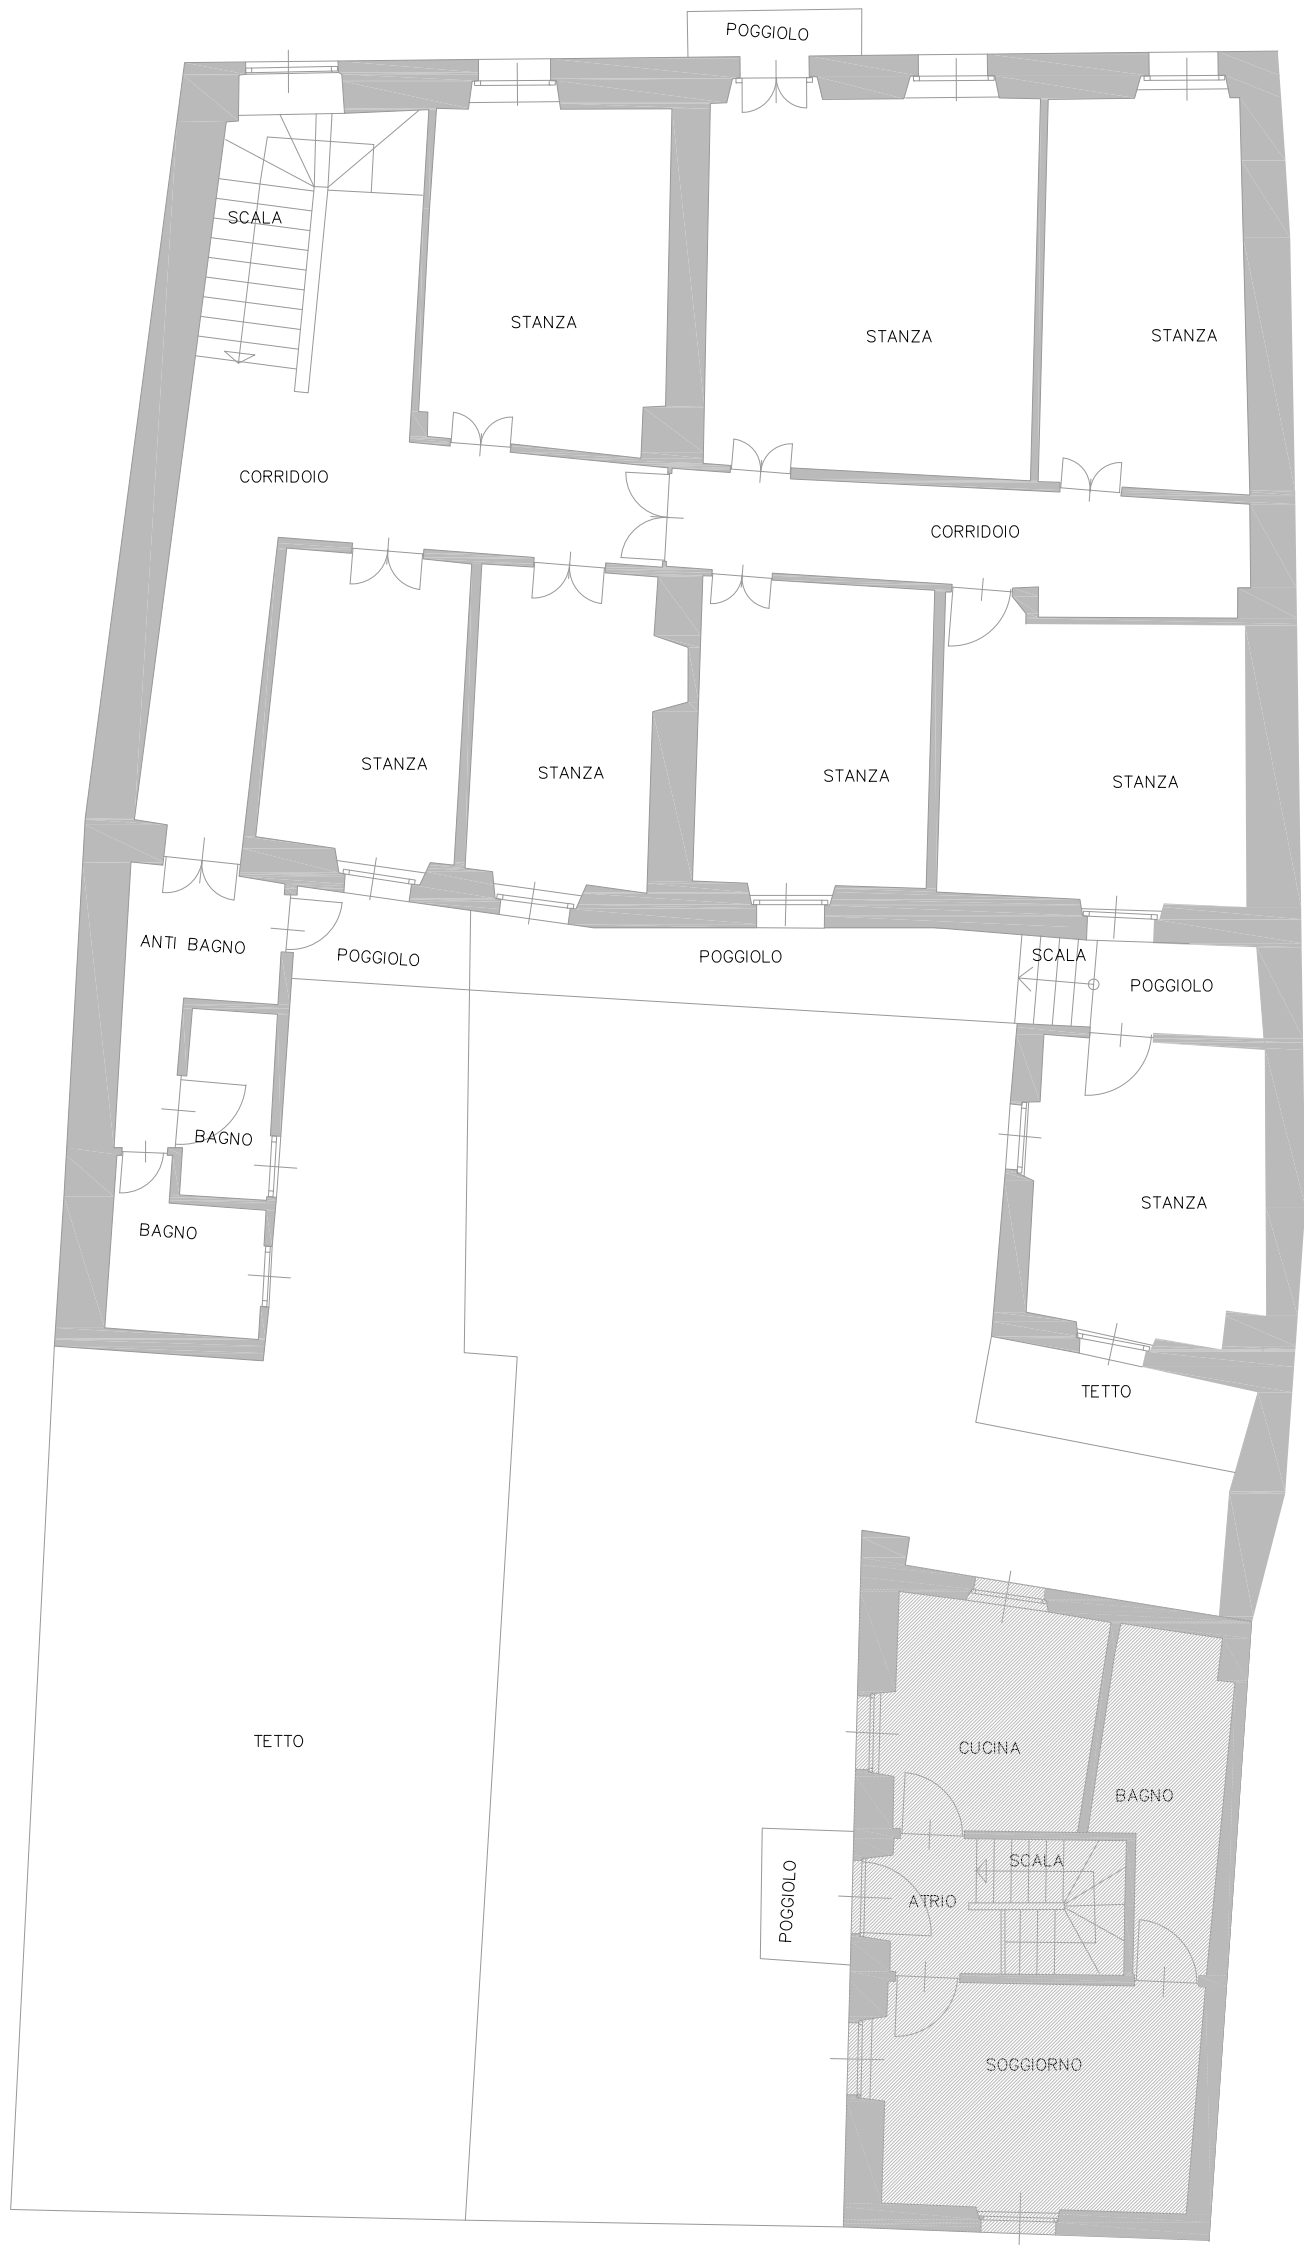 POGGIOLO
SCALA
STANZA
STANZA
STANZA
CORRIDOIO
CORRIDOIO
STANZA
STANZA
STANZA
STANZA
ANTI BAGNO
POGGIOLO
POGGIOLO
SCALA
POGGIOLO
BAGNO
STANZA
BAGNO
TETTO
TETTO
CUCINA
BAGNO
SCALA
POGGIOLO
ATRIO
SOGGIORNO